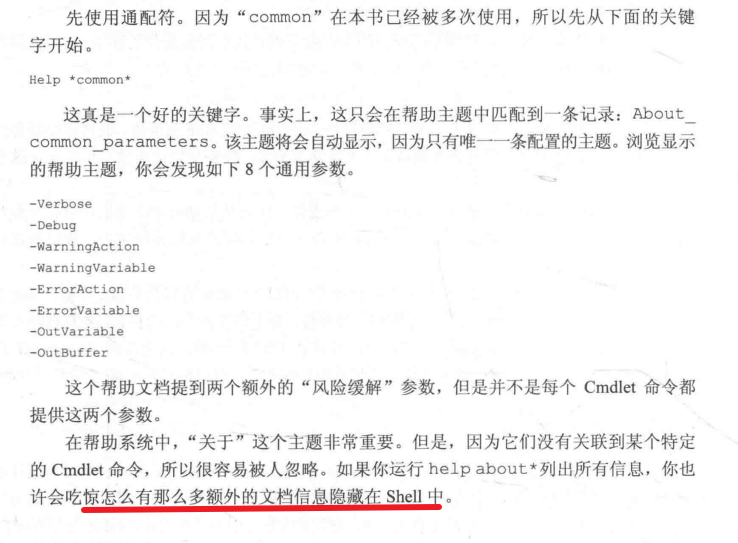 先使用通配符。因为“common”在本书已经被多次使用，所以先从下面的关键
字开始。
Help *common*
这真是一个好的关键字。事实上，这只会在帮助主题中匹配到一条记录：About_
common_parameters。该主题将会自动显示，因为只有唯一一条配置的主题。浏览显示
的帮助主题，你会发现如下 8 个通用参数。
-Verbose
-Debug
-WarningAction
-WarningVariable
-ErrorAction
-ErrorVariable
-OutVariable
-OutBuffer
这个帮助文档提到两个额外的“风险缓解”参数，但是并不是每个 Cmdlet 命令都
提供这两个参数。
在帮助系统中，“关于”这个主题非常重要。但是，因为它们没有关联到某个特定
的 Cmdlet 命令，所以很容易被人忽略。如果你运行 help about*列出所有信息，你也
许会吃惊怎么有那么多额外的文档信息隐藏在 Shell 中。